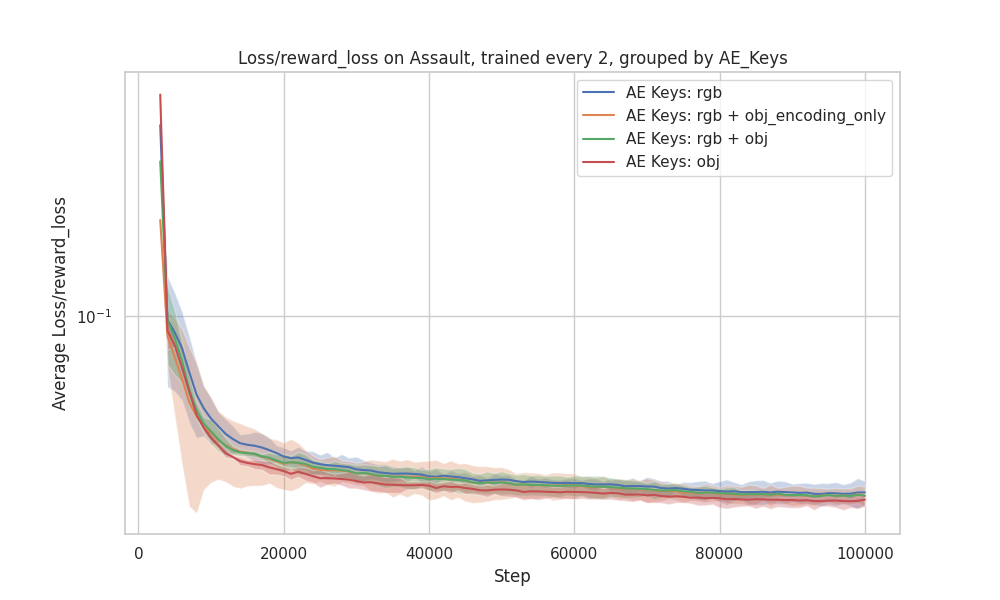 Loss/reward_loss on Assault, trained every 2, grouped by AE_Keys
AE Keys: rgb
AE Keys: rgb + obj_encoding_only
AE Keys: rgb + obj
AE Keys: obj
Average Loss/reward_loss
10⁻¹
0 20000 40000 60000 80000 100000
Step